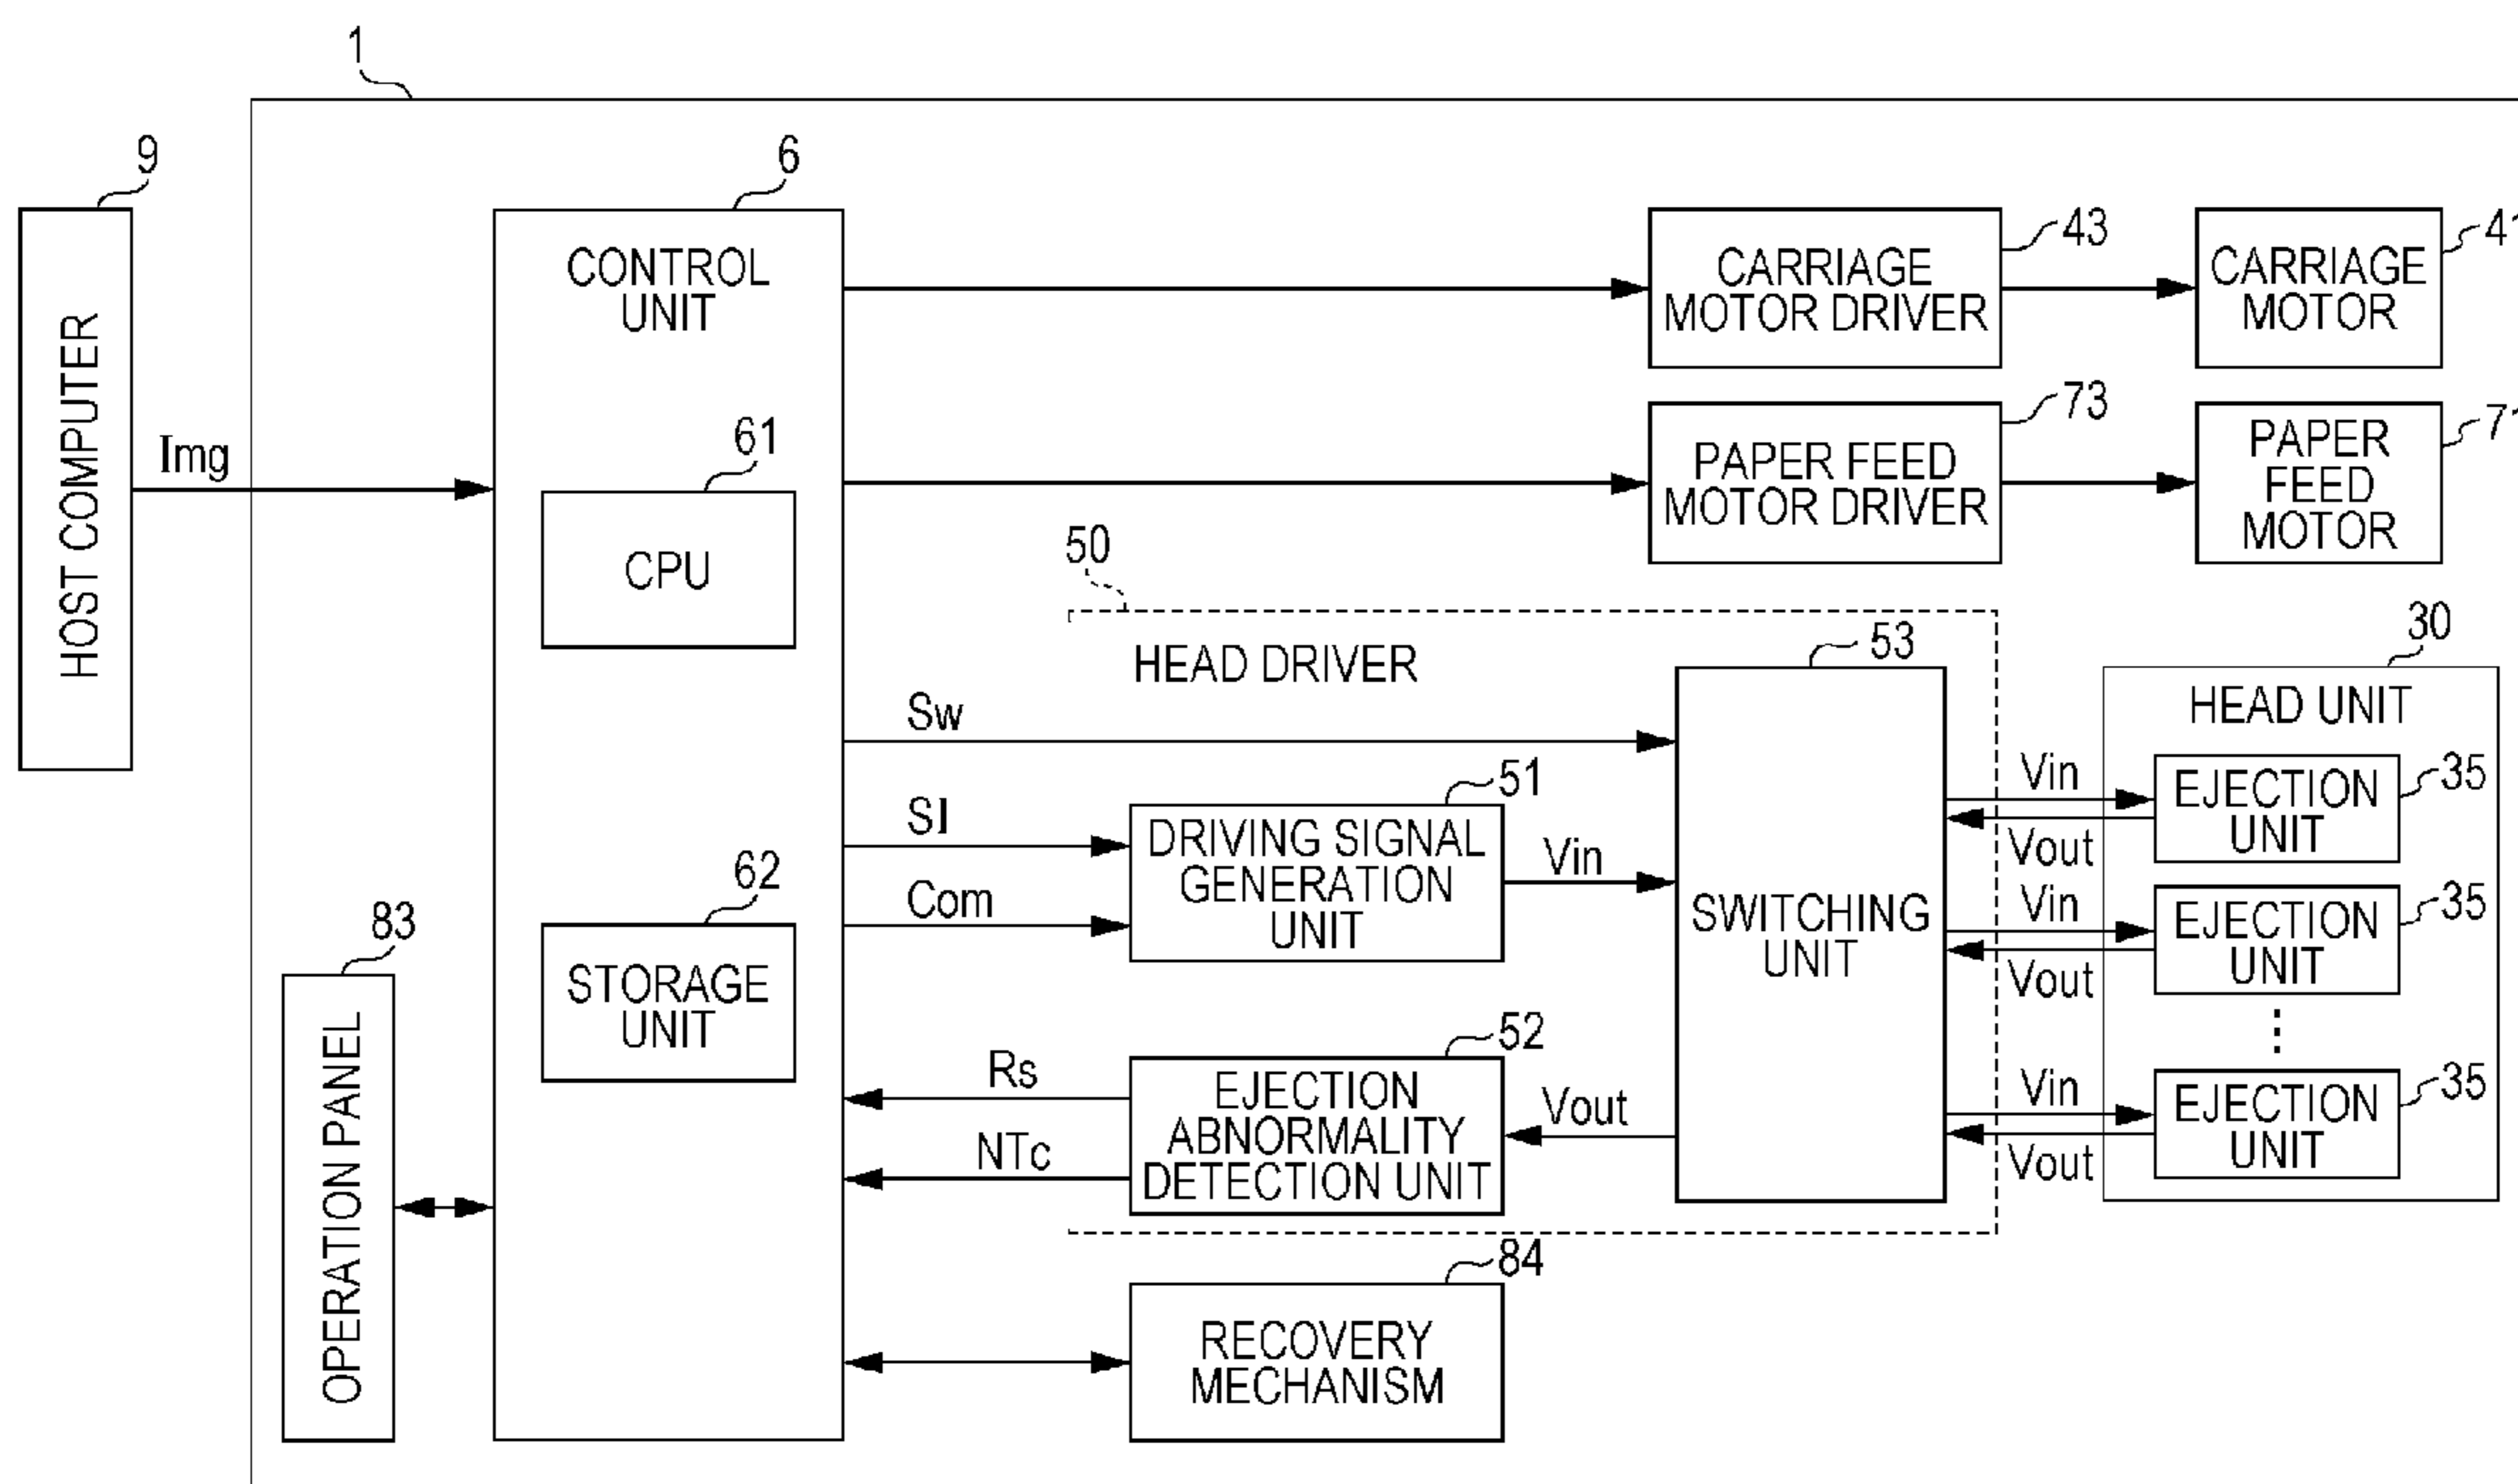 1
9
HOST COMPUTER
Img
6
CONTROL
UNIT
61
CPU
62
STORAGE
UNIT
83
OPERATION PANEL
43
CARRIAGE
MOTOR DRIVER
CARRIAGE
MOTOR
73
PAPER FEED
MOTOR DRIVER
PAPER
FEED
MOTOR
50
HEAD DRIVER
Sw
SI
Com
51
DRIVING SIGNAL
GENERATION
UNIT
Vin
53
SWITCHING
UNIT
Rs
NTc
52
EJECTION
ABNORMALITY
DETECTION UNIT
Vout
30
HEAD UNIT
Vin
Vout
EJECTION
UNIT
35
Vin
Vout
EJECTION
UNIT
35
⋮
Vin
Vout
EJECTION
UNIT
35
84
RECOVERY
MECHANISM